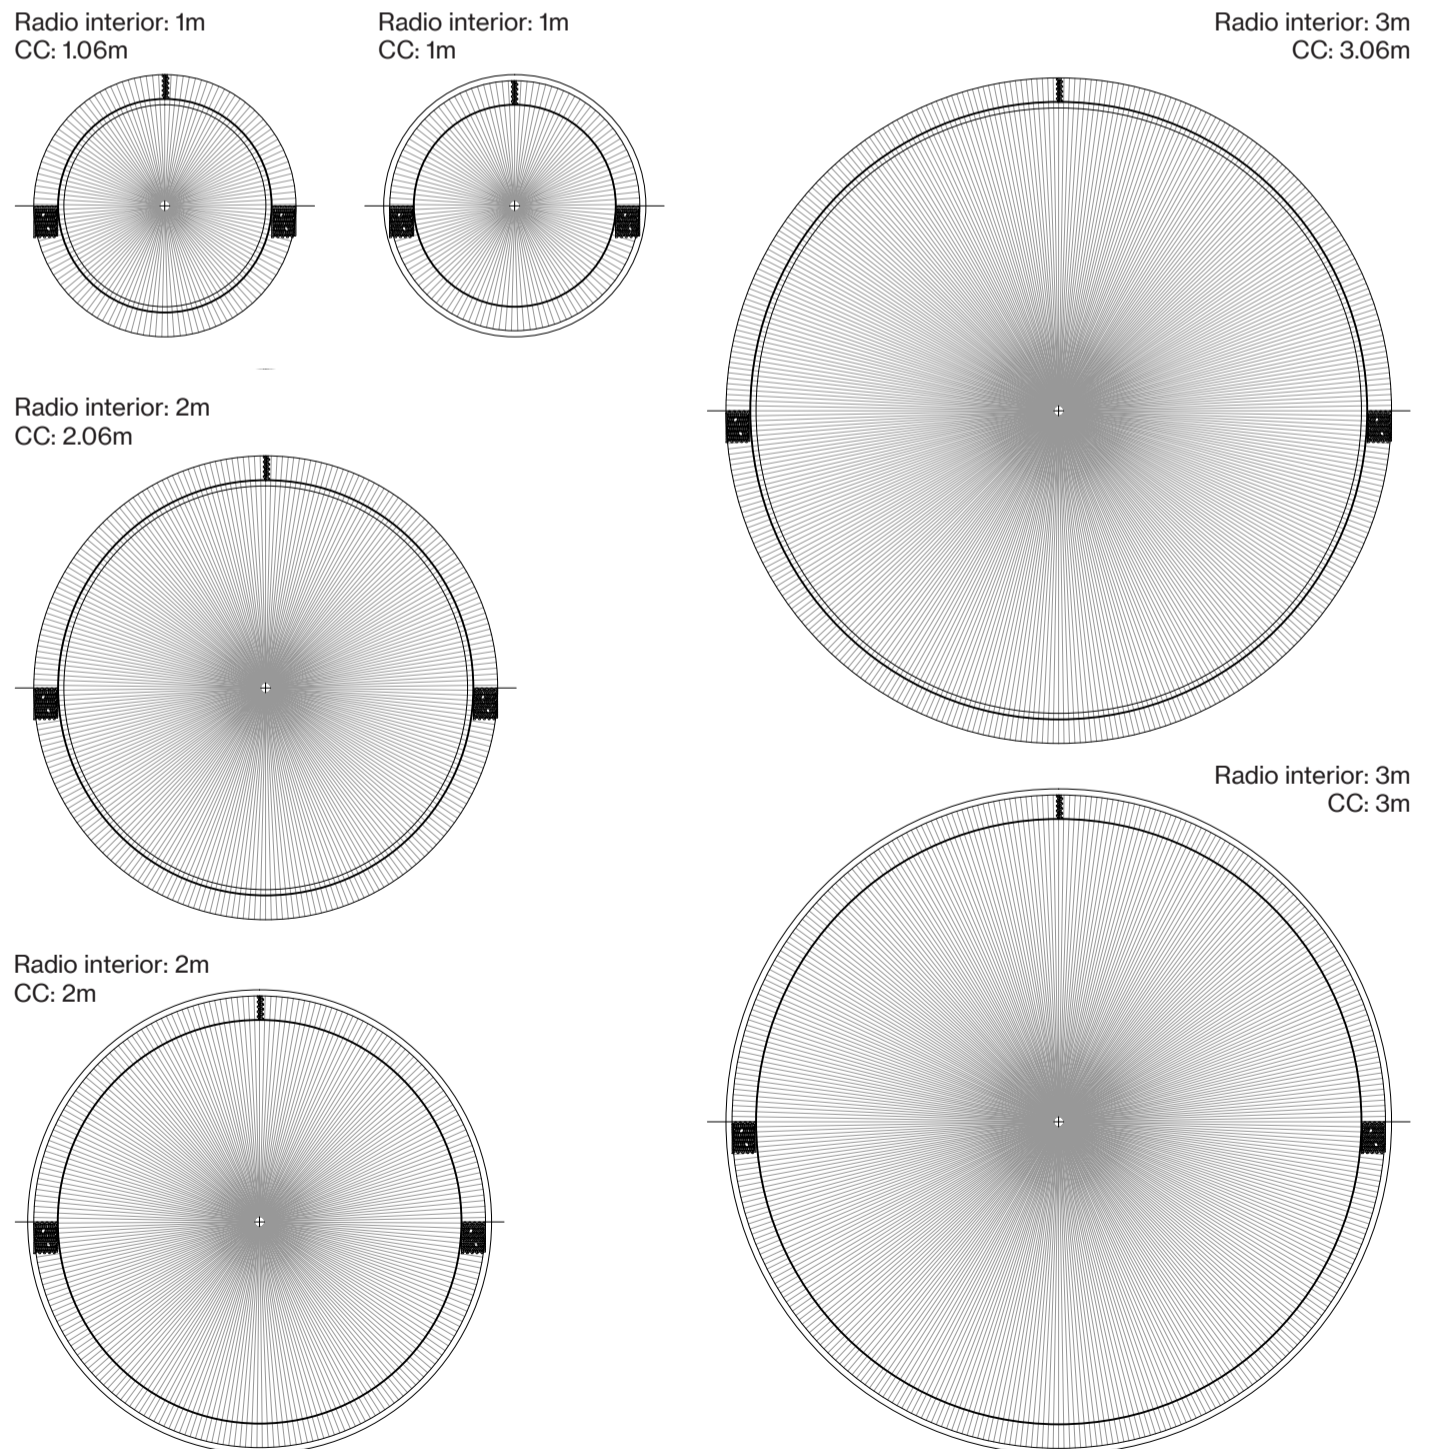 Radio interior: 1m
CC: 1.06m
Radio interior: 1m
CC: 1m
Radio interior: 3m
CC: 3.06m
Radio interior: 2m
CC: 2.06m
Radio interior: 3m
CC: 3m
Radio interior: 2m
CC: 2m